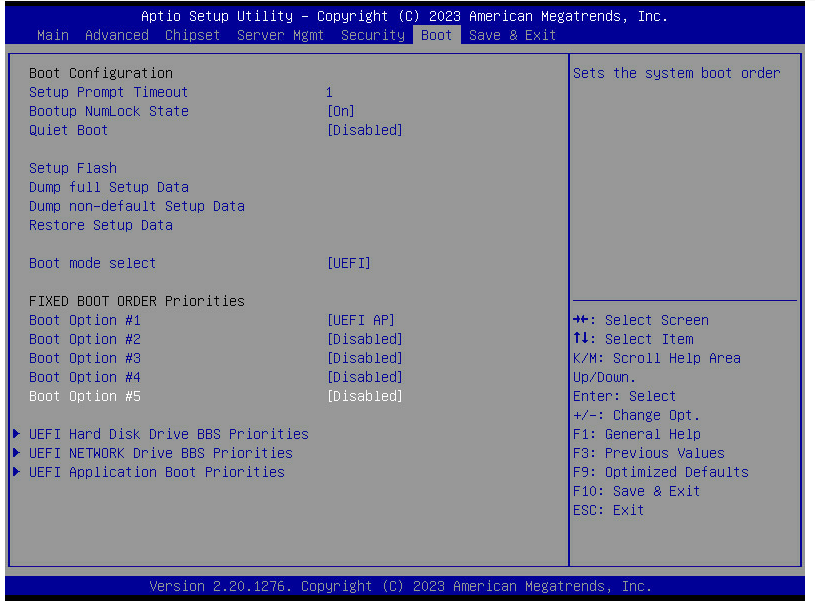 Aptio Setup Utility – Copyright (C) 2023 American Megatrends, Inc.
Main Advanced Chipset Server Mgmt Security Boot Save & Exit
Boot Configuration
Setup Prompt Timeout 1
Bootup NumLock State [On]
Quiet Boot [Disabled]
Setup Flash
Dump full Setup Data
Dump non-default Setup Data
Restore Setup Data
Boot mode select [UEFI]
FIXED BOOT ORDER Priorities
Boot Option #1 [UEFI AP]
Boot Option #2 [Disabled]
Boot Option #3 [Disabled]
Boot Option #4 [Disabled]
Boot Option #5 [Disabled]
UEFI Hard Disk Drive BBS Priorities
UEFI NETWORK Drive BBS Priorities
UEFI Application Boot Priorities
Sets the system boot order
→←: Select Screen
↑↓: Select Item
K/M: Scroll Help Area
Up/Down.
Enter: Select
+/-: Change Opt.
F1: General Help
F3: Previous Values
F9: Optimized Defaults
F10: Save & Exit
ESC: Exit
Version 2.20.1276. Copyright (C) 2023 American Megatrends, Inc.